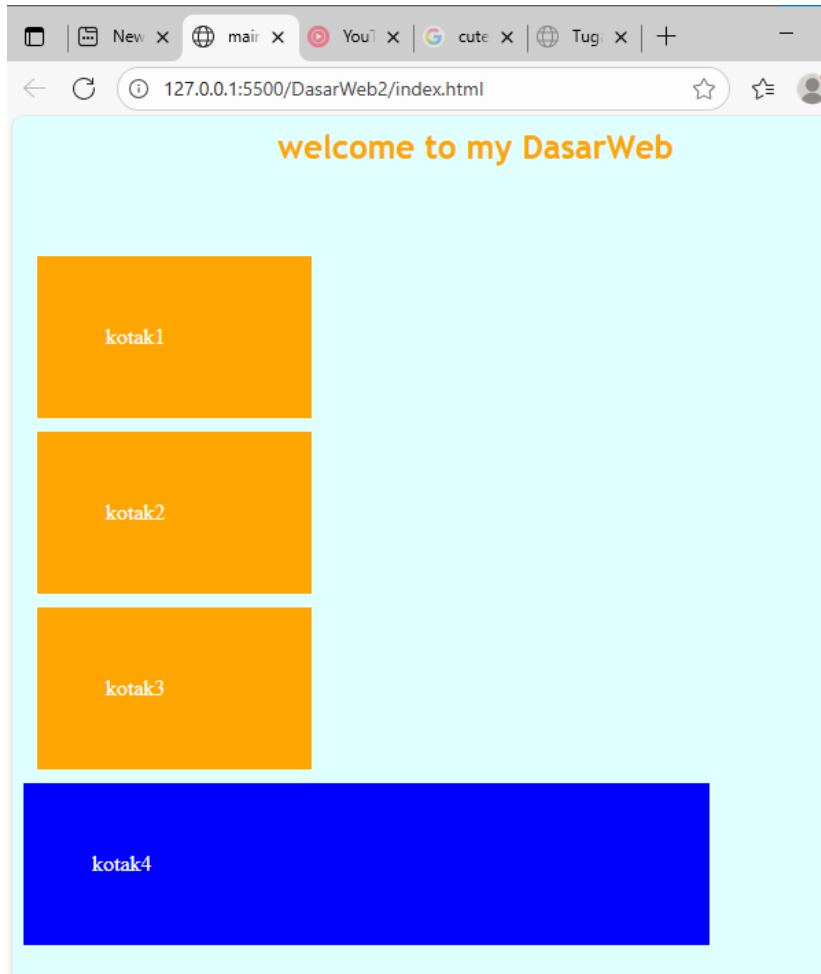 New mair YouT cute Tuga
127.0.0.1:5500/DasarWeb2/index.html
welcome to my DasarWeb
kotak1
kotak2
kotak3
kotak4